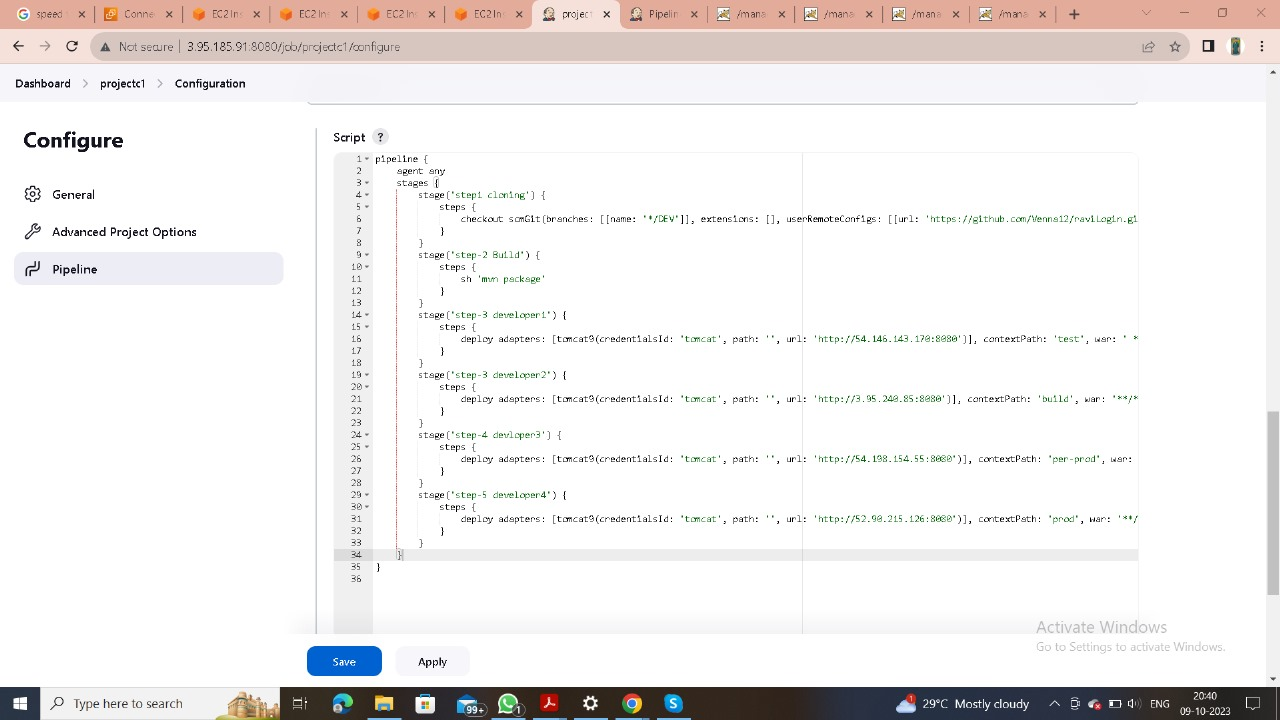 speed
Conne
EC2 Ins
EC2 Ins
EC2 Ins
EC2 Ins
project
Pipelin
/mana
/mana
/mana
/mana
Not secure | 3.95.185.91:8080/job/projectc1/configure
Dashboard > projectc1 > Configuration
Configure
General
Advanced Project Options
Pipeline
Script ?
1 pipeline {
2 agent any
3 stages {
4 stage('step1 cloning') {
5 steps {
6 checkout scmGit(branches: [[name: '*/DEV']], extensions: [], userRemoteConfigs: [[url: 'https://github.com/Venna12/naviLogin.gi
7 }
8 }
9 stage('step-2 Build') {
10 steps {
11 sh 'mvn package'
12 }
13 }
14 stage('step-3 developer1') {
15 steps {
16 deploy adapters: [tomcat9(credentialsId: 'tomcat', path: '', url: 'http://54.146.143.170:8080')], contextPath: 'test', war: ' *
17 }
18 }
19 stage('step-3 developer2') {
20 steps {
21 deploy adapters: [tomcat9(credentialsId: 'tomcat', path: '', url: 'http://3.95.240.85:8080')], contextPath: 'build', war: '**/*
22 }
23 }
24 stage('step-4 devloper3') {
25 steps {
26 deploy adapters: [tomcat9(credentialsId: 'tomcat', path: '', url: 'http://54.198.154.55:8080')], contextPath: 'per-prod', war:
27 }
28 }
29 stage('step-5 developer4') {
30 steps {
31 deploy adapters: [tomcat9(credentialsId: 'tomcat', path: '', url: 'http://52.90.215.126:8080')], contextPath: 'prod', war: '**/
32 }
33 }
34 }
35 }
36
Activate Windows
Go to Settings to activate Windows.
Save
Apply
Type here to search
99+
1
1
29°C Mostly cloudy
ENG
20:40
09-10-2023